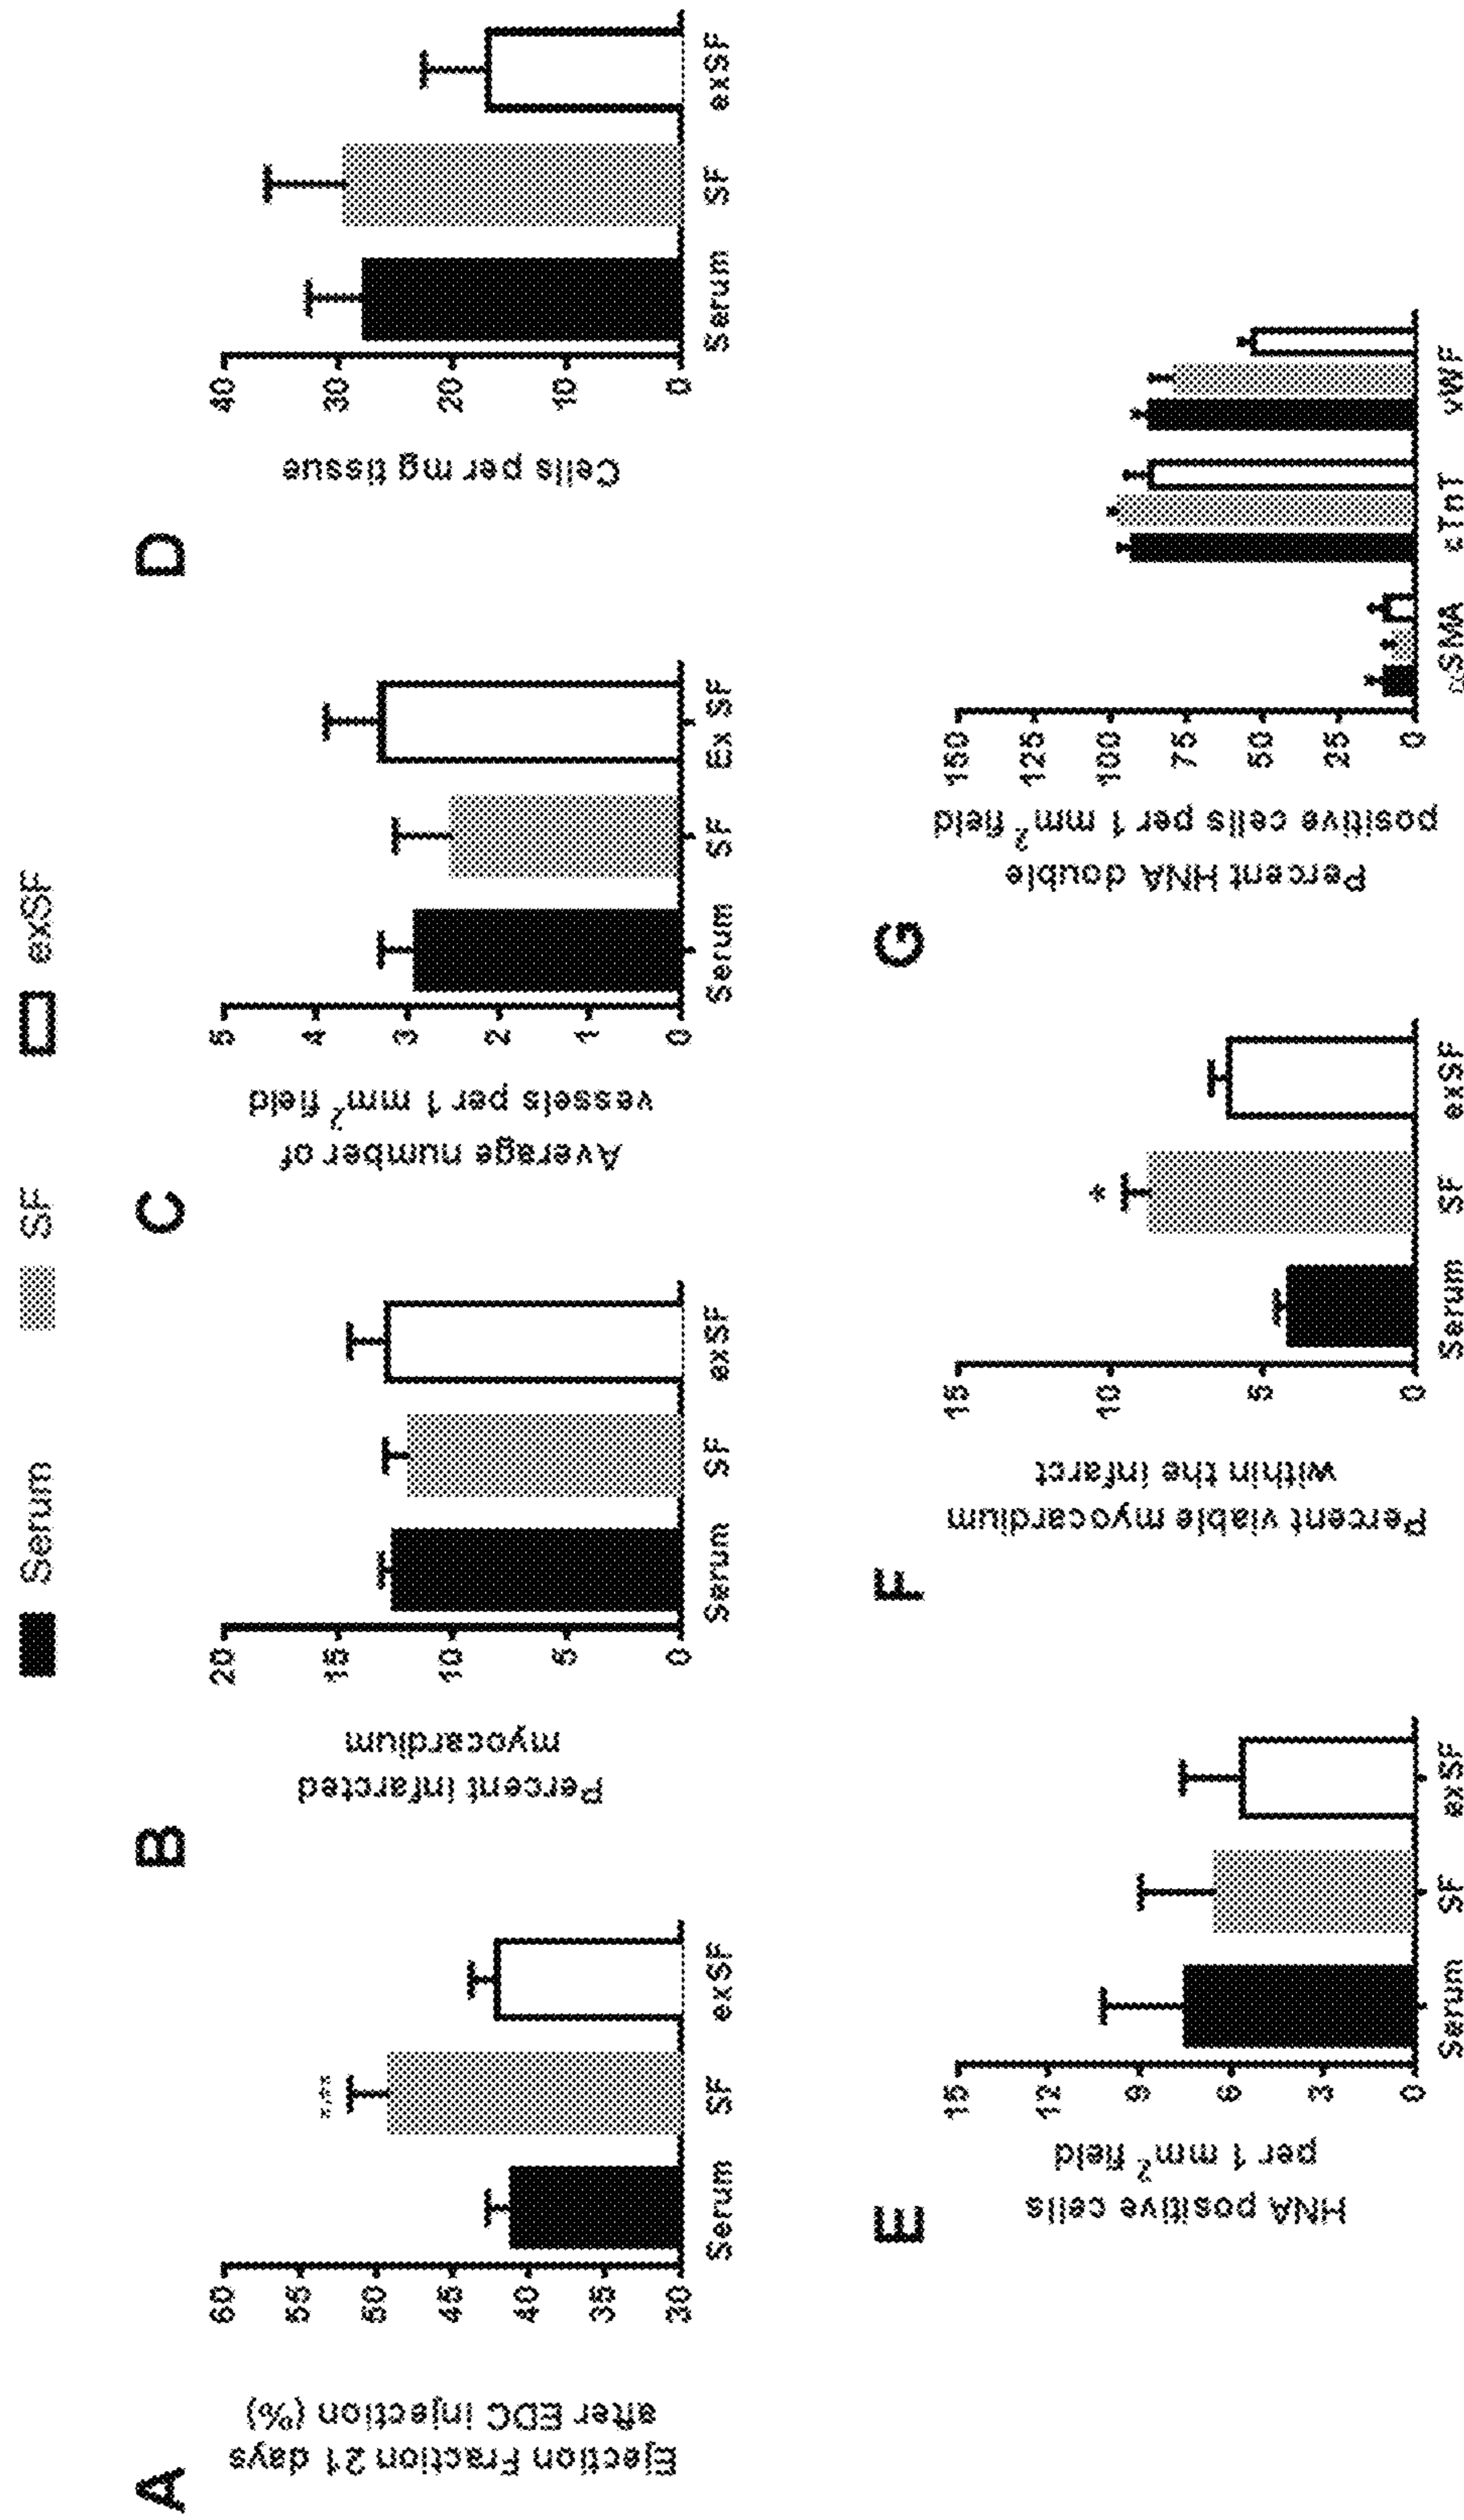 Serum SF exSF
A
Ejection Fraction 21 days
after EDC injection (%)
60
55
50
45
40
35
30
Serum SF exSF
***
B
Percent infarcted
myocardium
20
15
10
5
0
Serum SF exSF
C
Average number of
vessels per 1 mm² field
5
4
3
2
1
0
Serum SF Ex SF
D
Cells per mg tissue
40
30
20
10
0
Serum SF exSF
E
HNA positive cells
per 1 mm² field
15
12
9
6
3
0
Serum SF exSF
F
Percent viable myocardium
within the infarct
15
10
5
0
*
Serum SF exSF
G
Percent HNA double
positive cells per 1 mm² field
150
125
100
75
50
25
0
αSMA cTnT vWF